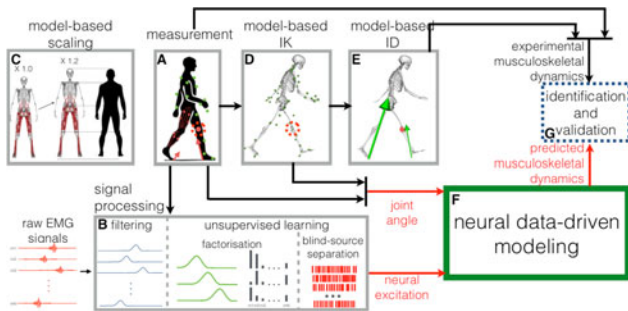 model-based
scaling
measurement
model-based
IK
model-based
ID
C
X 1.0
X 1.2
A
D
E
experimental
musculoskeletal
dynamics
identification
and
validation
G
predicted
musculoskeletal
dynamics
signal
processing
raw EMG
signals
B
filtering
unsupervised learning
factorisation
blind-source
separation
joint
angle
neural
excitation
F
neural data-driven
modeling